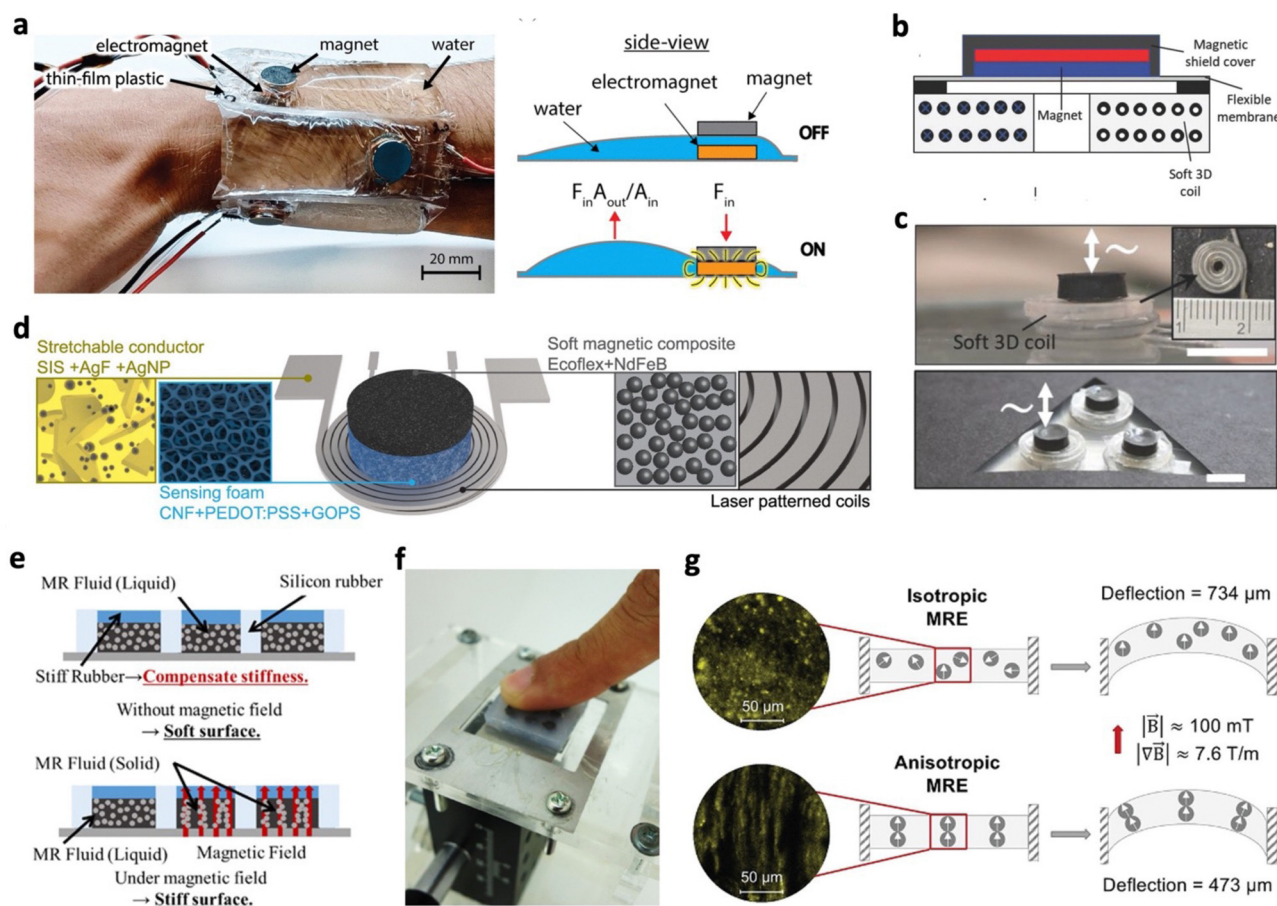 a
electromagnet
magnet
water
thin-film plastic
20 mm
side-view
electromagnet
magnet
water
OFF
FinAout/Ain
Fin
ON
b
Magnetic
shield cover
Flexible
membrane
Magnet
Soft 3D
coil
c
Soft 3D coil
1 2
d
Stretchable conductor
SIS +AgF +AgNP
Soft magnetic composite
Ecoflex+NdFeB
Sensing foam
CNF+PEDOT:PSS+GOPS
Laser patterned coils
e
MR Fluid (Liquid)
Silicon rubber
Stiff Rubber→Compensate stiffness.
Without magnetic field
→ Soft surface.
MR Fluid (Solid)
MR Fluid (Liquid)
Magnetic Field
Under magnetic field
→ Stiff surface.
f
g
Isotropic
MRE
50 μm
Deflection = 734 μm
|B⃗| ≈ 100 mT
|∇B⃗| ≈ 7.6 T/m
Anisotropic
MRE
50 μm
Deflection = 473 μm